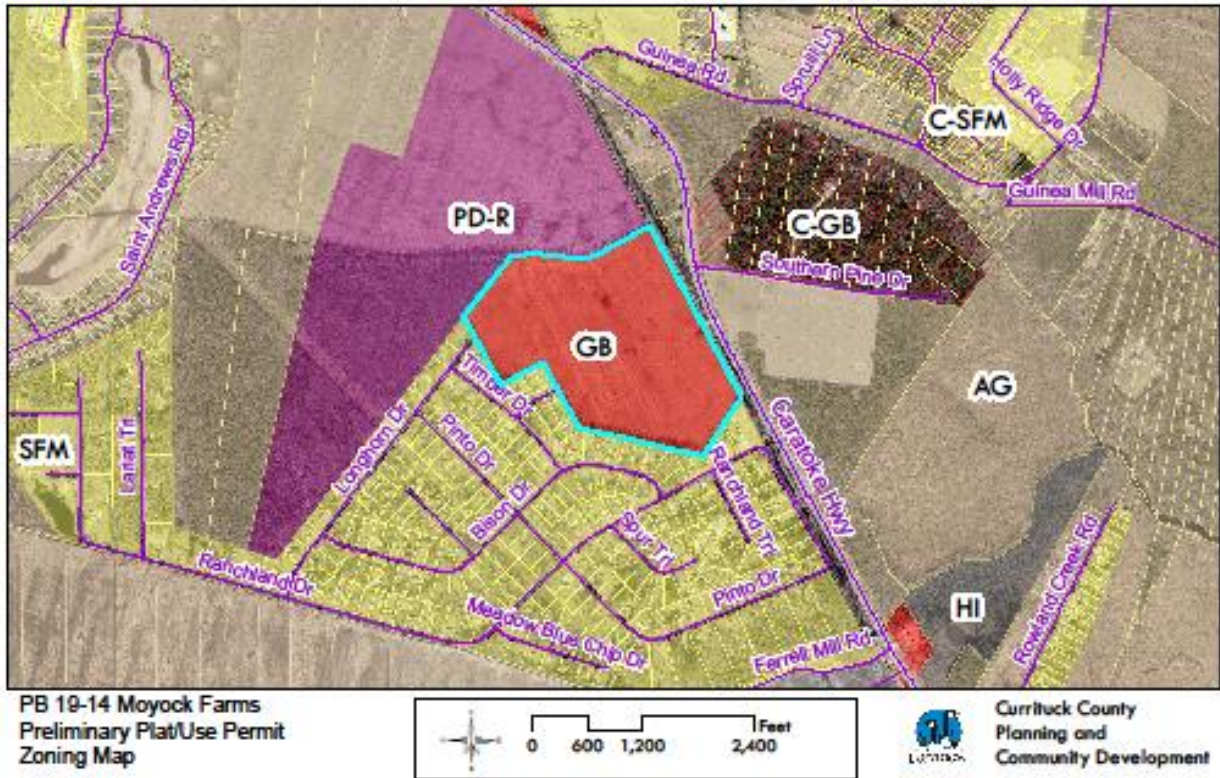 Guinea Rd
Spruill Ln
Holly Ridge Dr
C-SFM
Saint Andrews Rd
PD-R
C-GB
Guinea Mill Rd
Southern Pine Dr
GB
AG
Timber Dr
Longhorn Dr
Pinto Dr
Caratoke Hwy
SFM
Lariat Trl
Bison Dr
Ranchland Trl
Spur Trl
Ranchland Dr
Pinto Dr
HI
Rowland Creek Rd
Meadow Blue Chip Dr
Ferrell Mill Rd
PB 19-14 Moyock Farms
Preliminary Plat/Use Permit
Zoning Map
Feet
0 600 1,200 2,400
Currituck County
Planning and
Community Development